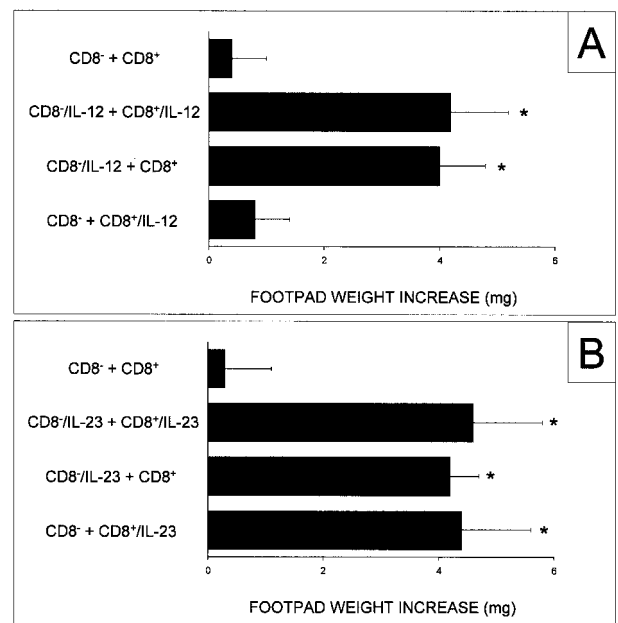 A
CD8⁻ + CD8⁺
CD8⁻/IL-12 + CD8⁺/IL-12
*
CD8⁻/IL-12 + CD8⁺
*
CD8⁻ + CD8⁺/IL-12
0 2 4 6
FOOTPAD WEIGHT INCREASE (mg)
B
CD8⁻ + CD8⁺
CD8⁻/IL-23 + CD8⁺/IL-23
*
CD8⁻/IL-23 + CD8⁺
*
CD8⁻ + CD8⁺/IL-23
*
0 2 4 6
FOOTPAD WEIGHT INCREASE (mg)